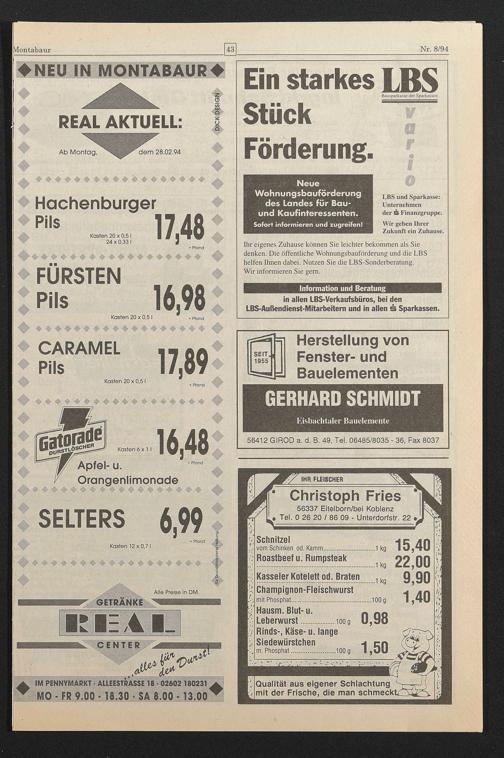 Montabaur
43
Nr. 8/94
NEU IN MONTABAUR
REAL AKTUELL:
Ab Montag, dem 28.02.94
DICK DESIGN
Hachenburger
Pils
Kasten 20 x 0,5 l
24 x 0,33 l
17,48
+ Pfand
FÜRSTEN
Pils
Kasten 20 x 0,5 l
16,98
+ Pfand
CARAMEL
Pils
Kasten 20 x 0,5 l
17,89
+ Pfand
Gatorade
DURSTLÖSCHER
Kasten 6 x 1 l
16,48
+ Pfand
Apfel- u.
Orangenlimonade
SELTERS
Kasten 12 x 0,7 l
6,99
+ Pfand
Alle Preise in DM
GETRÄNKE
REAL
CENTER
...alles für
den Durst!
IM PENNYMARKT · ALLEESTRASSE 18 · 02602 180231
MO - FR 9.00 - 18.30 · SA 8.00 - 13.00
Ein starkes
Stück
Förderung.
LBS
Bausparkasse der Sparkassen
vario
Neue
Wohnungsbauförderung
des Landes für Bau-
und Kaufinteressenten.
Sofort informieren und zugreifen!
LBS und Sparkasse:
Unternehmen
der Finanzgruppe.
Wir geben Ihrer
Zukunft ein Zuhause.
Ihr eigenes Zuhause können Sie leichter bekommen als Sie
denken. Die öffentliche Wohnungsbauförderung und die LBS
helfen Ihnen dabei. Nutzen Sie die LBS-Sonderberatung.
Wir informieren Sie gern.
Information und Beratung
in allen LBS-Verkaufsbüros, bei den
LBS-Außendienst-Mitarbeitern und in allen Sparkassen.
SEIT
1955
Herstellung von
Fenster- und
Bauelementen
GERHARD SCHMIDT
Eisbachtaler Bauelemente
56412 GIROD a. d. B. 49, Tel. 06485/8035 - 36, Fax 8037
IHR FLEISCHER
Christoph Fries
56337 Eitelborn/bei Koblenz
Tel. 0 26 20 / 86 09 - Unterdorfstr. 22
Schnitzel
vom Schinken od. Kamm 1 kg 15,40
Roastbeef u. Rumpsteak
1 kg 22,00
Kasseler Kotelett od. Braten
1 kg 9,90
Champignon-Fleischwurst
mit Phosphat 100 g 1,40
Hausm. Blut- u.
Leberwurst 100 g 0,98
Rinds-, Käse- u. lange
Siedewürstchen
m. Phosphat 100 g 1,50
Qualität aus eigener Schlachtung
mit der Frische, die man schmeckt.